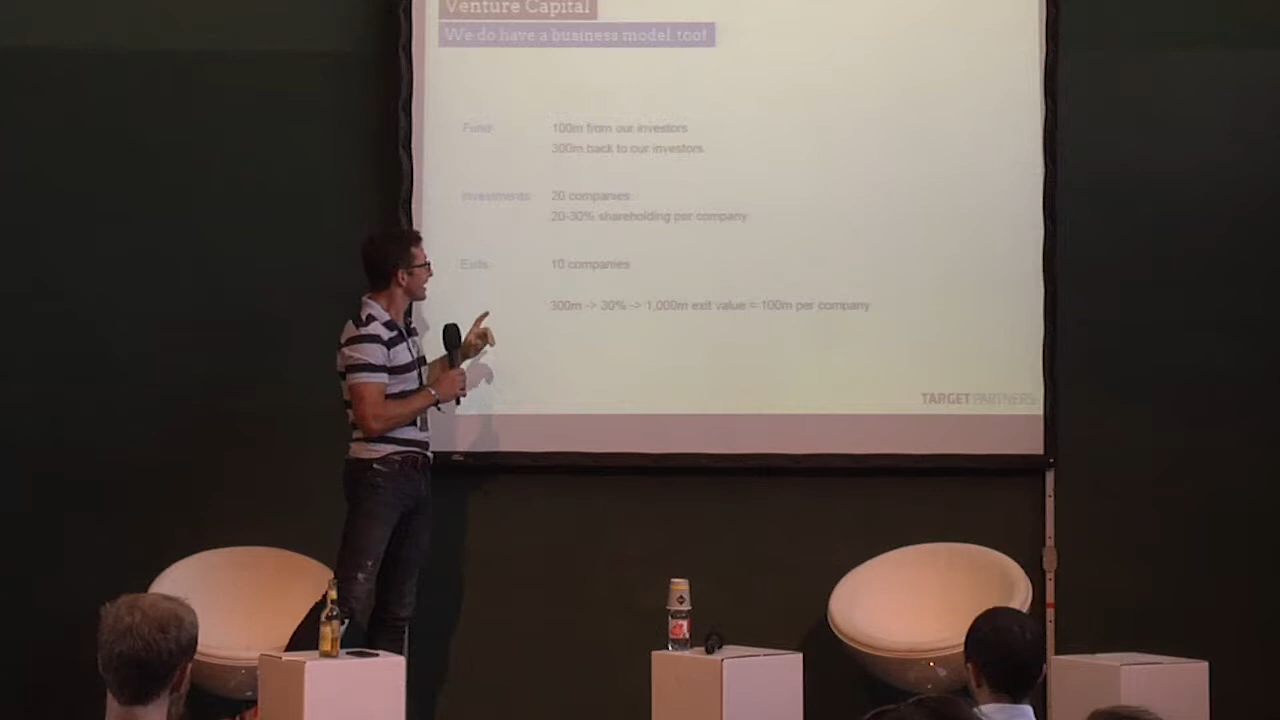 Venture Capital
We do have a business model, too!
Fund: 100m from our investors
300m back to our investors
Investments: 20 companies
20-30% shareholding per company
Exits: 10 companies
300m -> 30% -> 1,000m exit value = 100m per company
TARGET PARTNERS